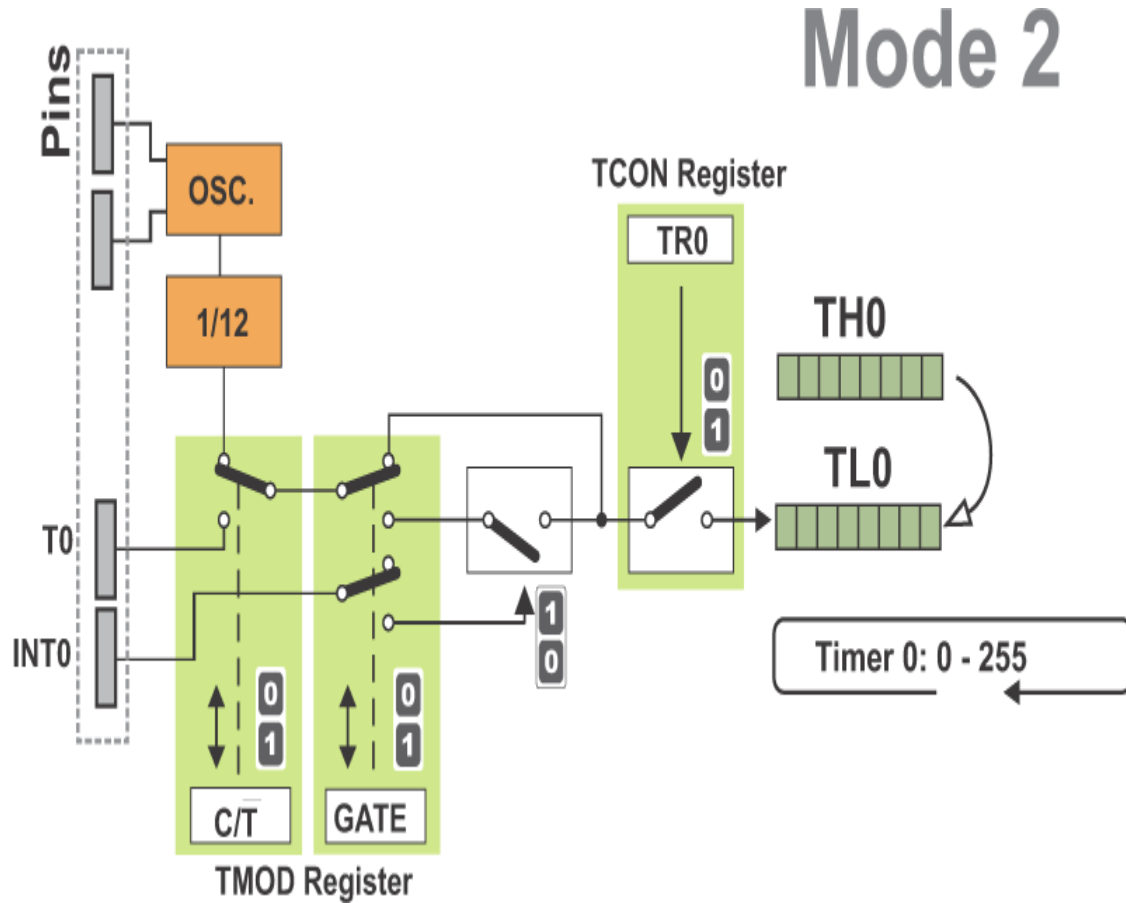 Mode 2
Pins
OSC.
TCON Register
TR0
1/12
TH0
0
1
TL0
T0
INT0
1
0
Timer 0: 0 - 255
0
1
0
1
C/T̅
GATE
TMOD Register